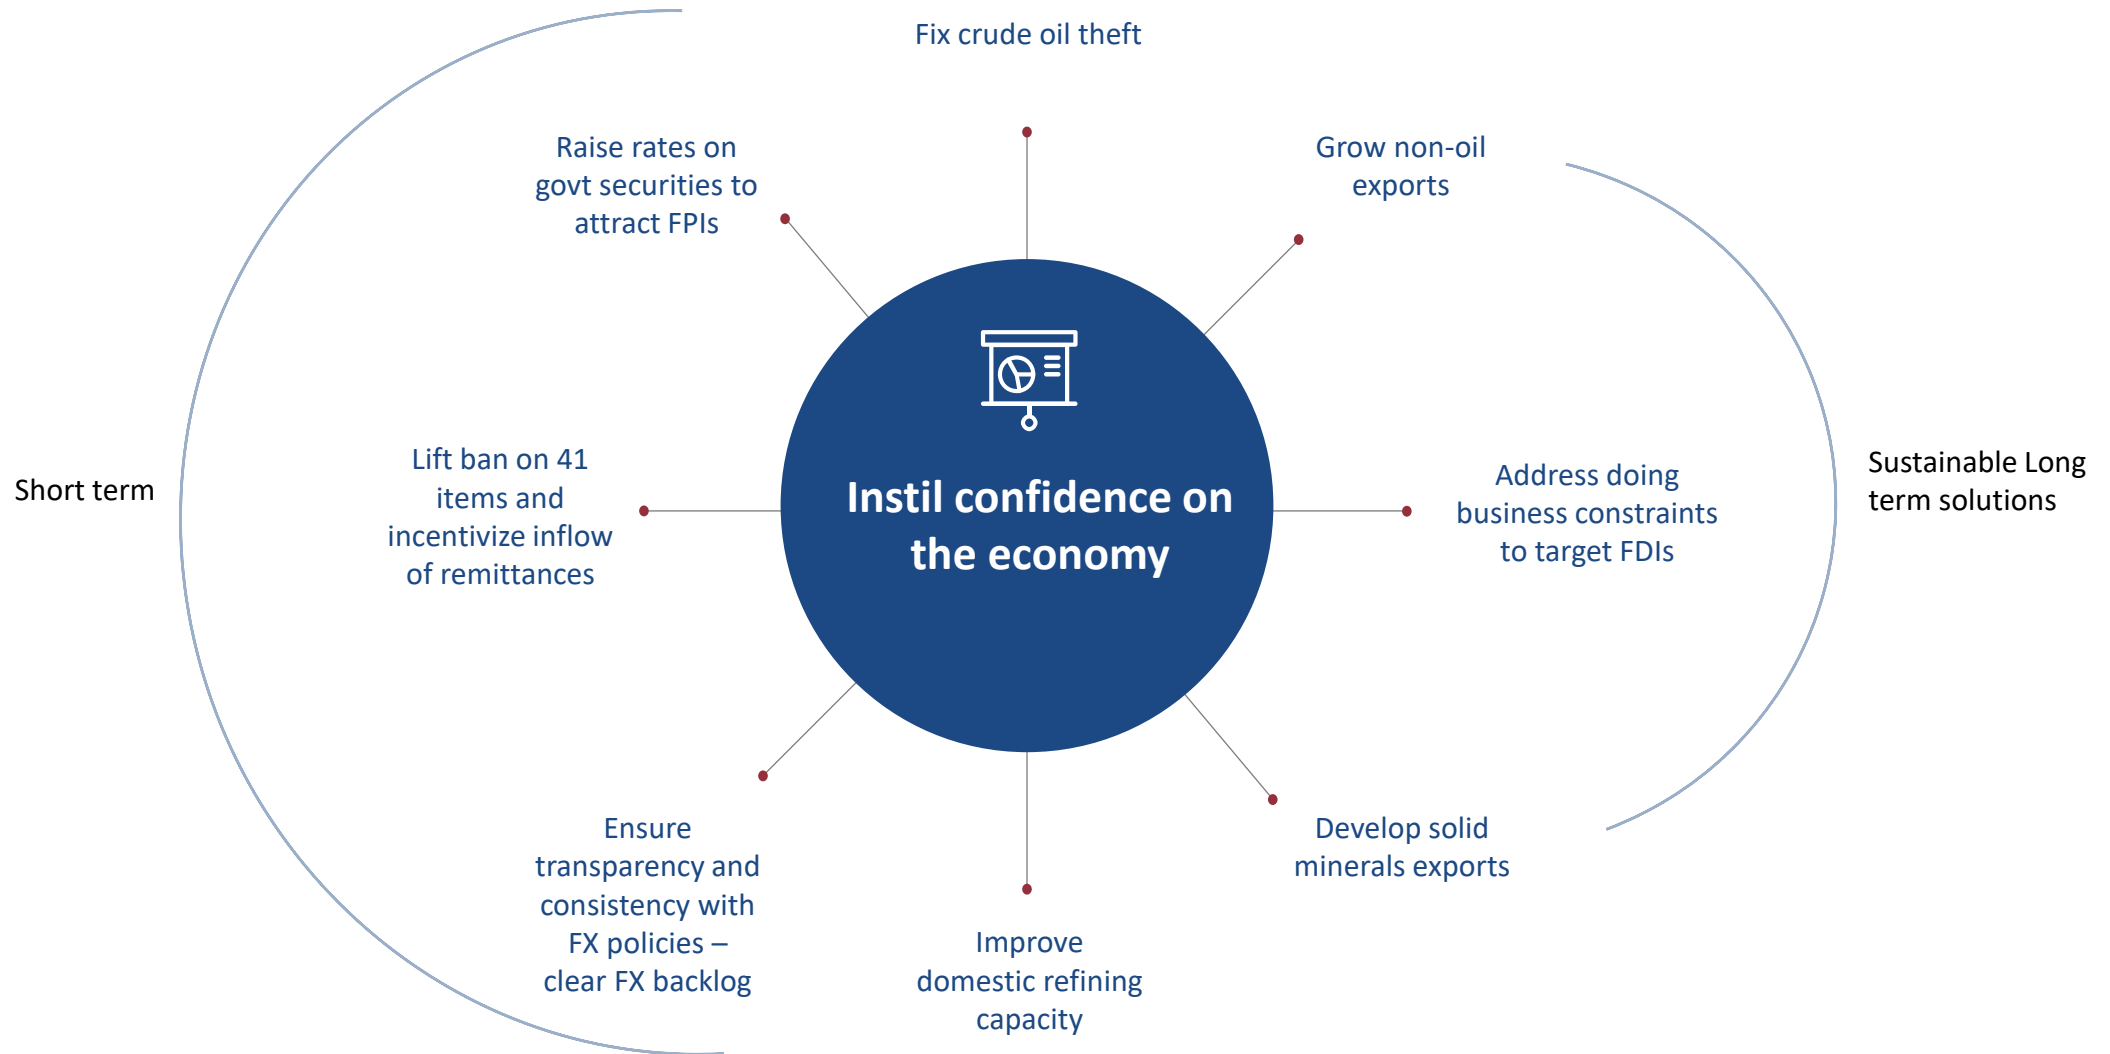 Fix crude oil theft
Raise rates on
govt securities to
attract FPIs
Grow non-oil
exports
Short term
Lift ban on 41
items and
incentivize inflow
of remittances
Instil confidence on
the economy
Address doing
business constraints
to target FDIs
Sustainable Long
term solutions
Ensure
transparency and
consistency with
FX policies –
clear FX backlog
Improve
domestic refining
capacity
Develop solid
minerals exports